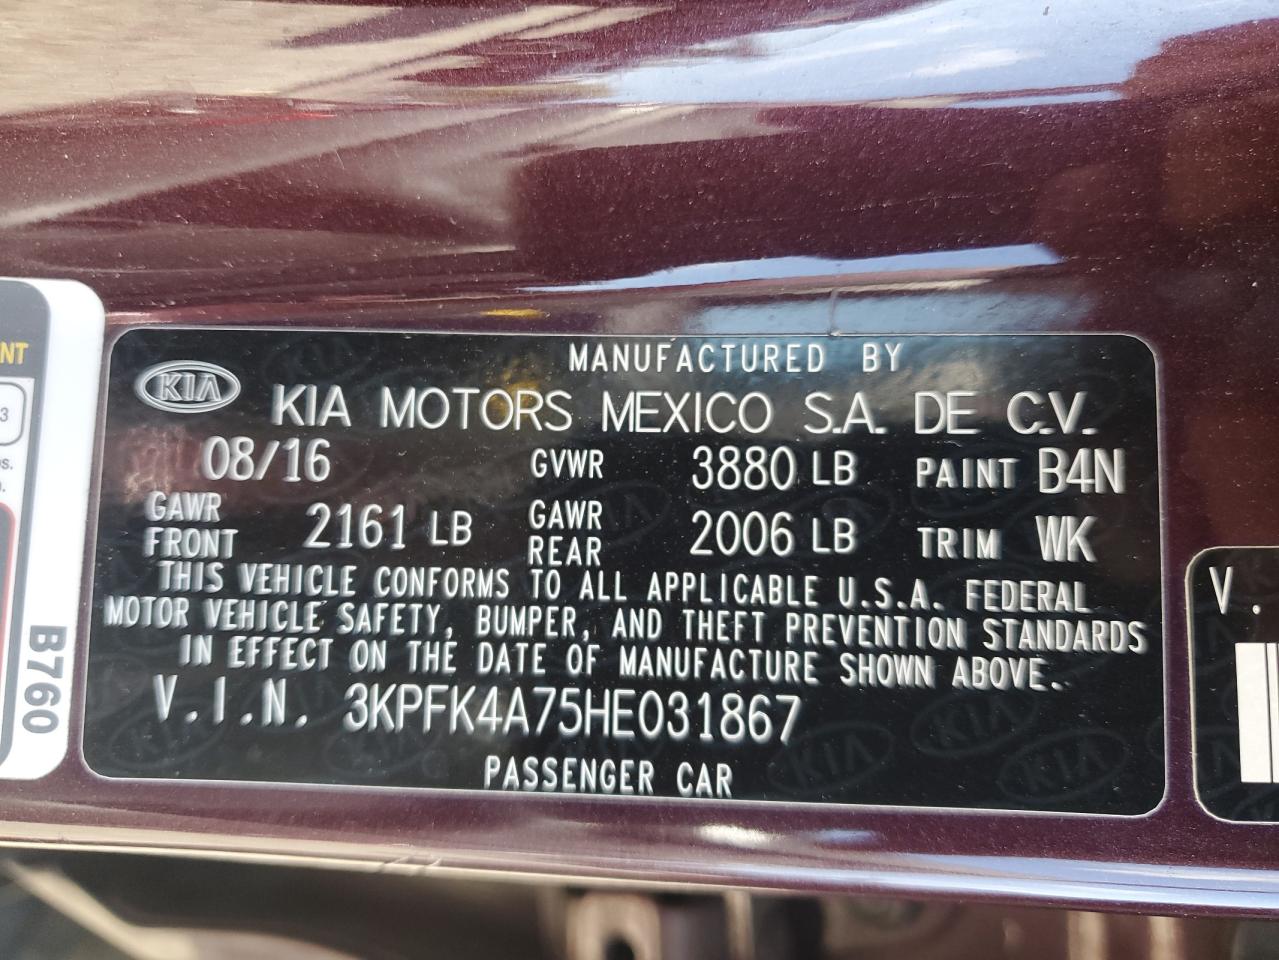 MANUFACTURED BY
KIA KIA MOTORS MEXICO S.A. DE C.V.
08/16 GVWR 3880 LB PAINT B4N
GAWR FRONT 2161 LB GAWR REAR 2006 LB TRIM WK
THIS VEHICLE CONFORMS TO ALL APPLICABLE U.S.A. FEDERAL
MOTOR VEHICLE SAFETY, BUMPER, AND THEFT PREVENTION STANDARDS
IN EFFECT ON THE DATE OF MANUFACTURE SHOWN ABOVE.
V.I.N. 3KPFK4A75HE031867
PASSENGER CAR
NT
3
B760
V.